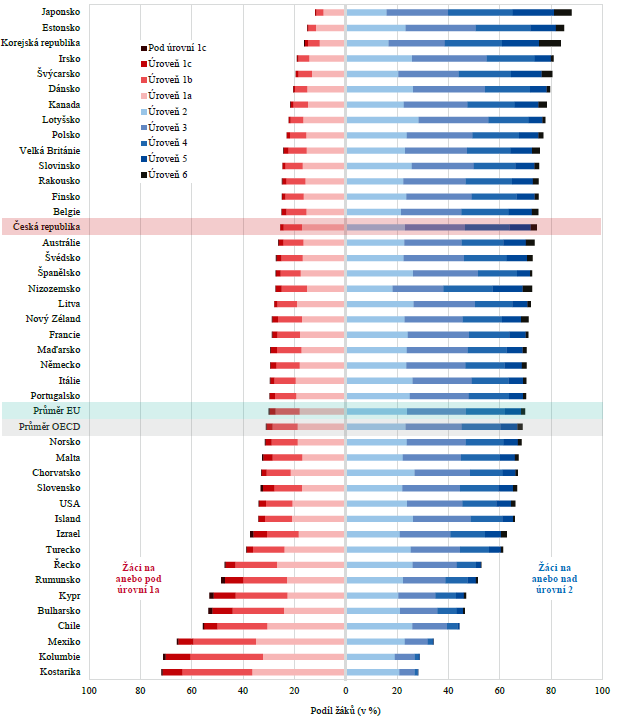 Japonsko
Estonsko
Korejská republika
Irsko
Švýcarsko
Dánsko
Kanada
Lotyšsko
Polsko
Velká Británie
Slovinsko
Rakousko
Finsko
Belgie
Česká republika
Austrálie
Švédsko
Španělsko
Nizozemsko
Litva
Nový Zéland
Francie
Maďarsko
Německo
Itálie
Portugalsko
Průměr EU
Průměr OECD
Norsko
Malta
Chorvatsko
Slovensko
USA
Island
Izrael
Turecko
Řecko
Rumunsko
Kypr
Bulharsko
Chile
Mexiko
Kolumbie
Kostarika
Pod úrovní 1c
Úroveň 1c
Úroveň 1b
Úroveň 1a
Úroveň 2
Úroveň 3
Úroveň 4
Úroveň 5
Úroveň 6
Žáci na
anebo pod
úrovní 1a
Žáci na
anebo nad
úrovní 2
100 80 60 40 20 0 20 40 60 80 100
Podíl žáků (v %)